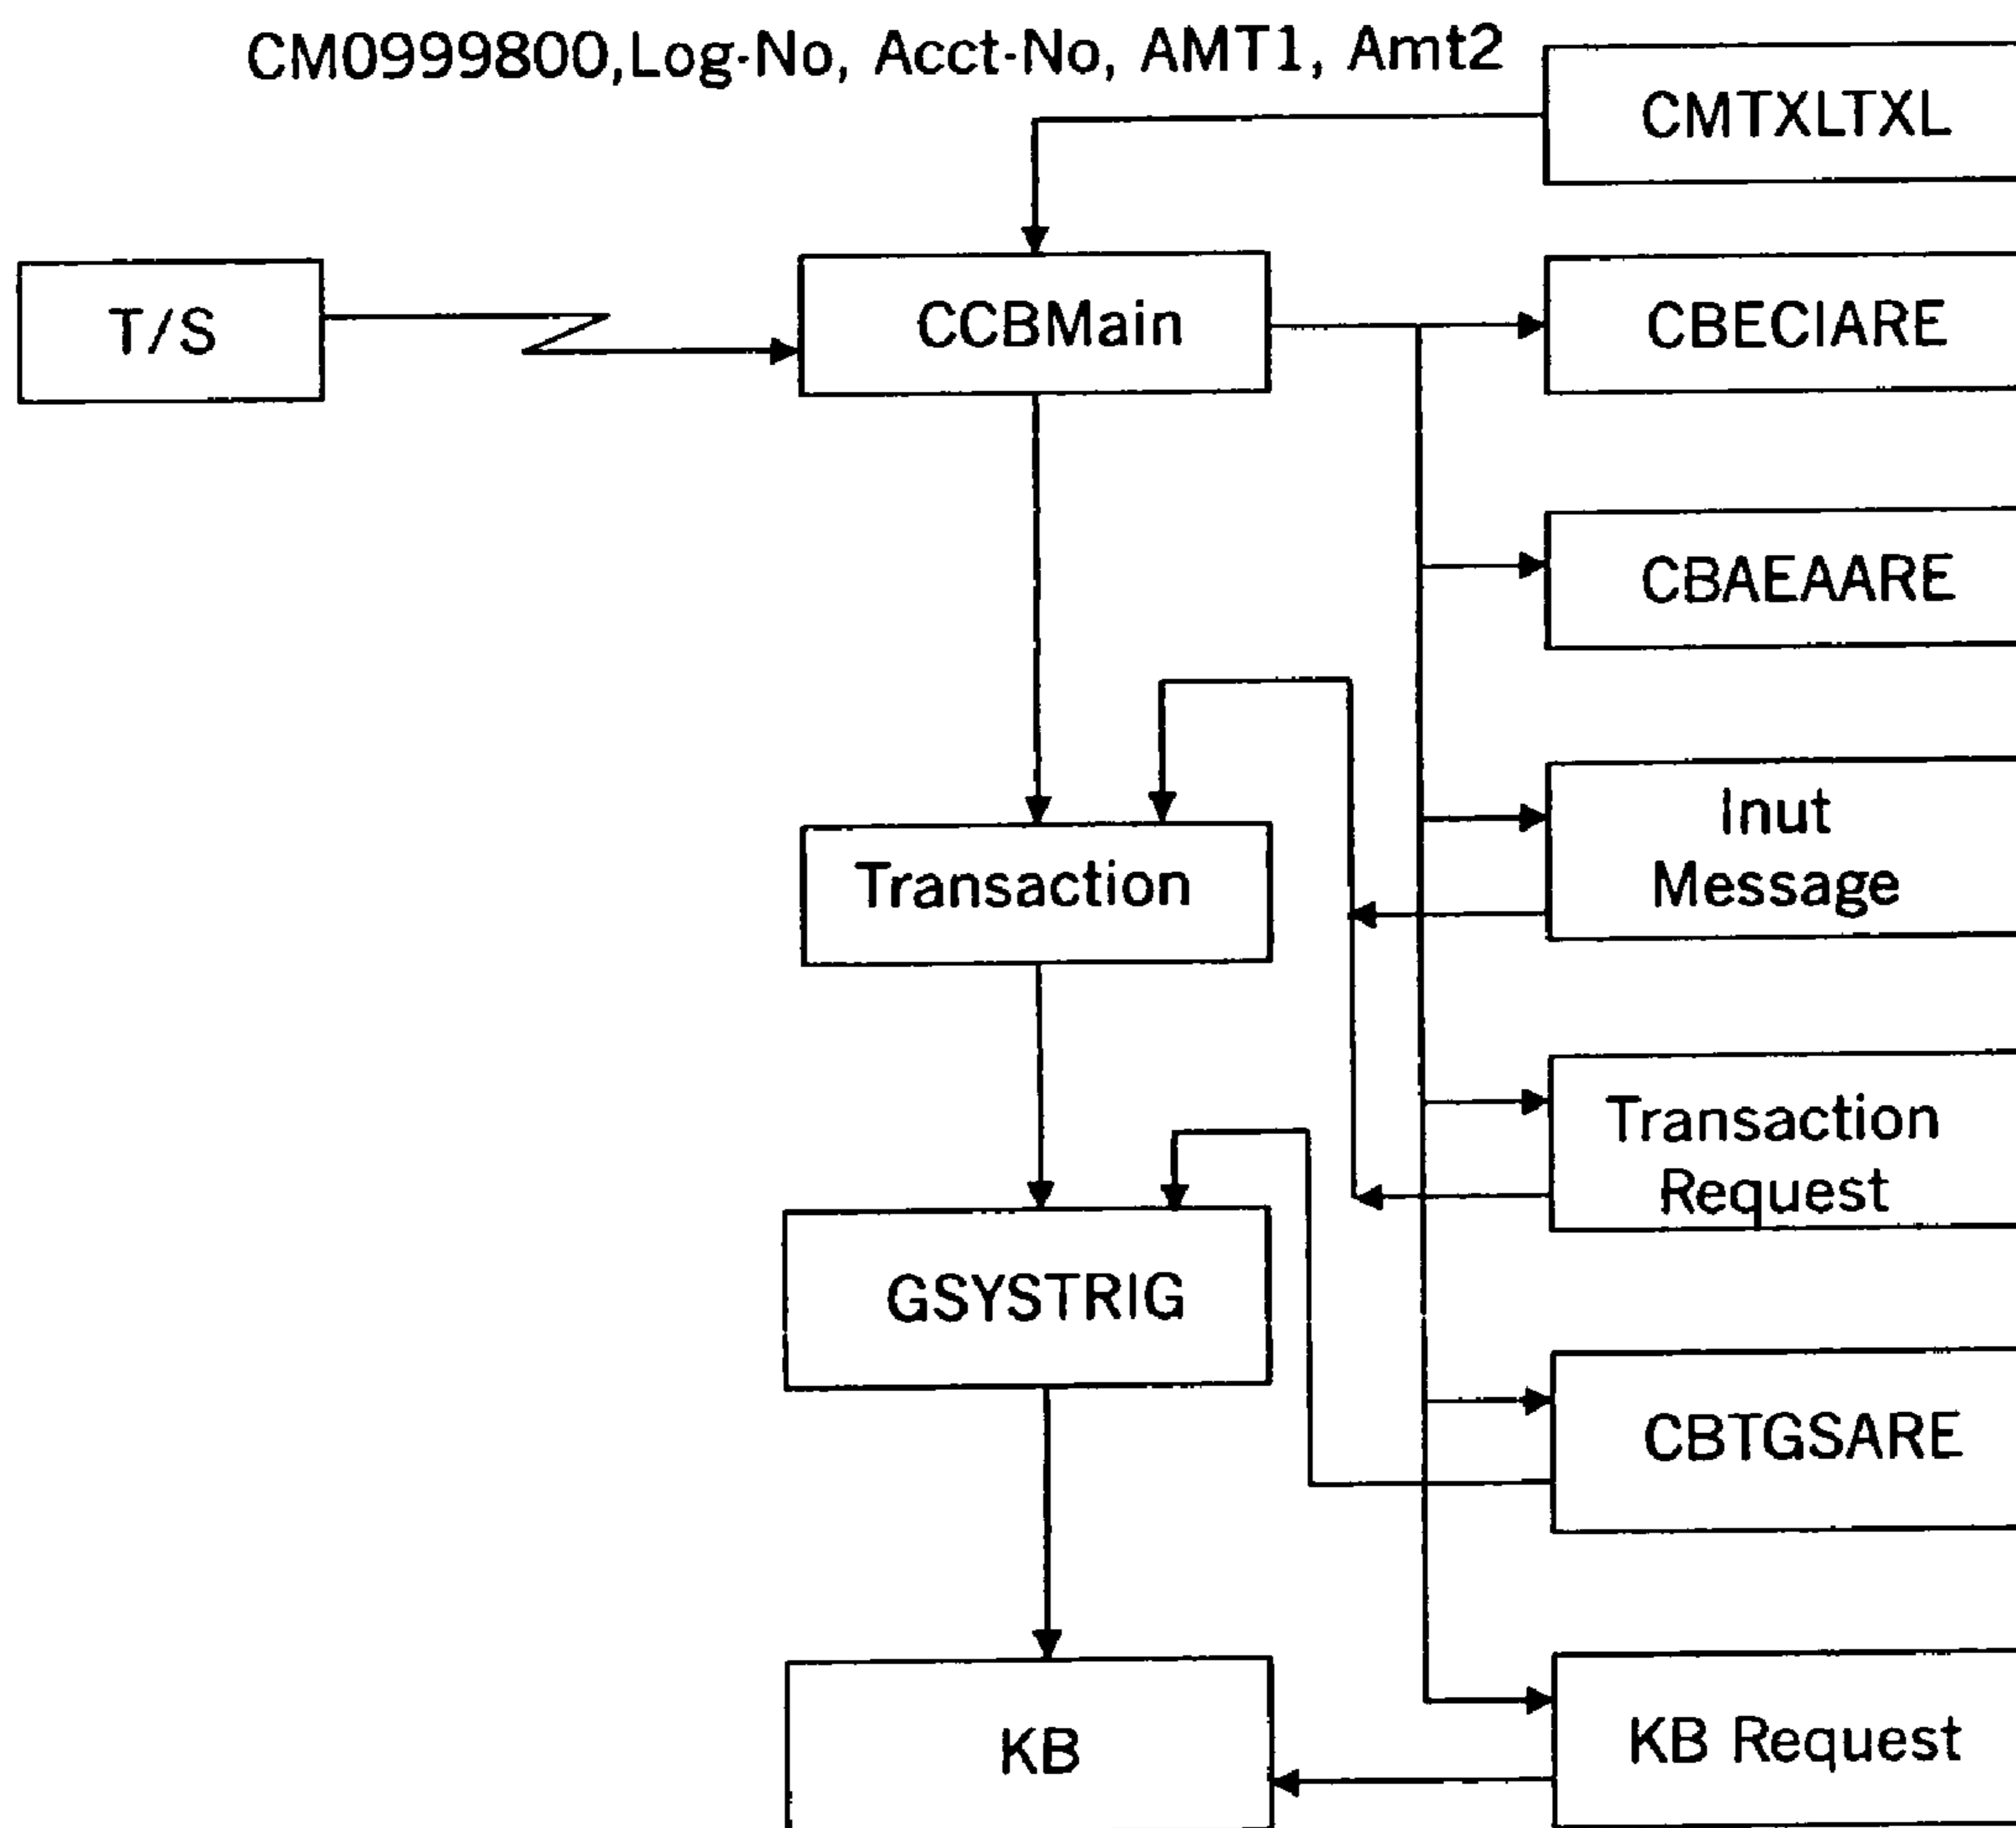 CM0999800,Log-No, Acct-No, AMT1, Amt2
CMTXLTXL
T/S
CCBMain
CBECIARE
CBAEAARE
Inut
Message
Transaction
Transaction
Request
GSYSTRIG
CBTGSARE
KB
KB Request